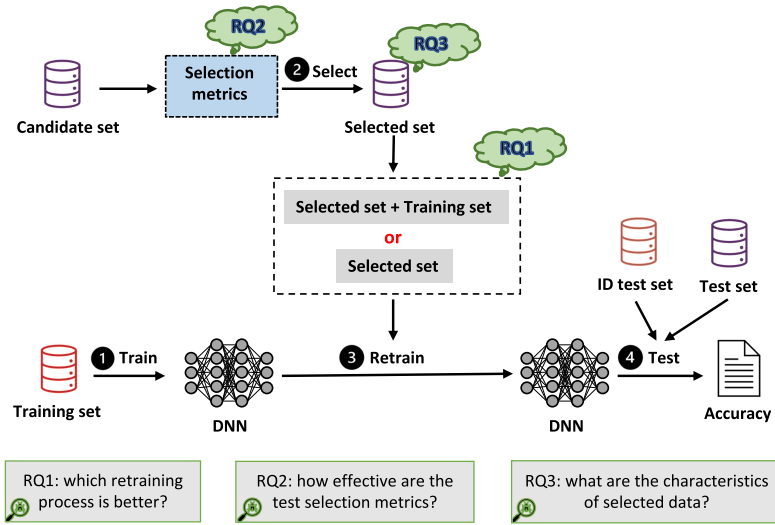 RQ2
RQ3
Selection
metrics
2 Select
Candidate set
Selected set
RQ1
Selected set + Training set
or
Selected set
ID test set
Test set
1 Train
3 Retrain
4 Test
Training set
DNN
DNN
Accuracy
RQ1: which retraining
process is better?
RQ2: how effective are the
test selection metrics?
RQ3: what are the characteristics
of selected data?